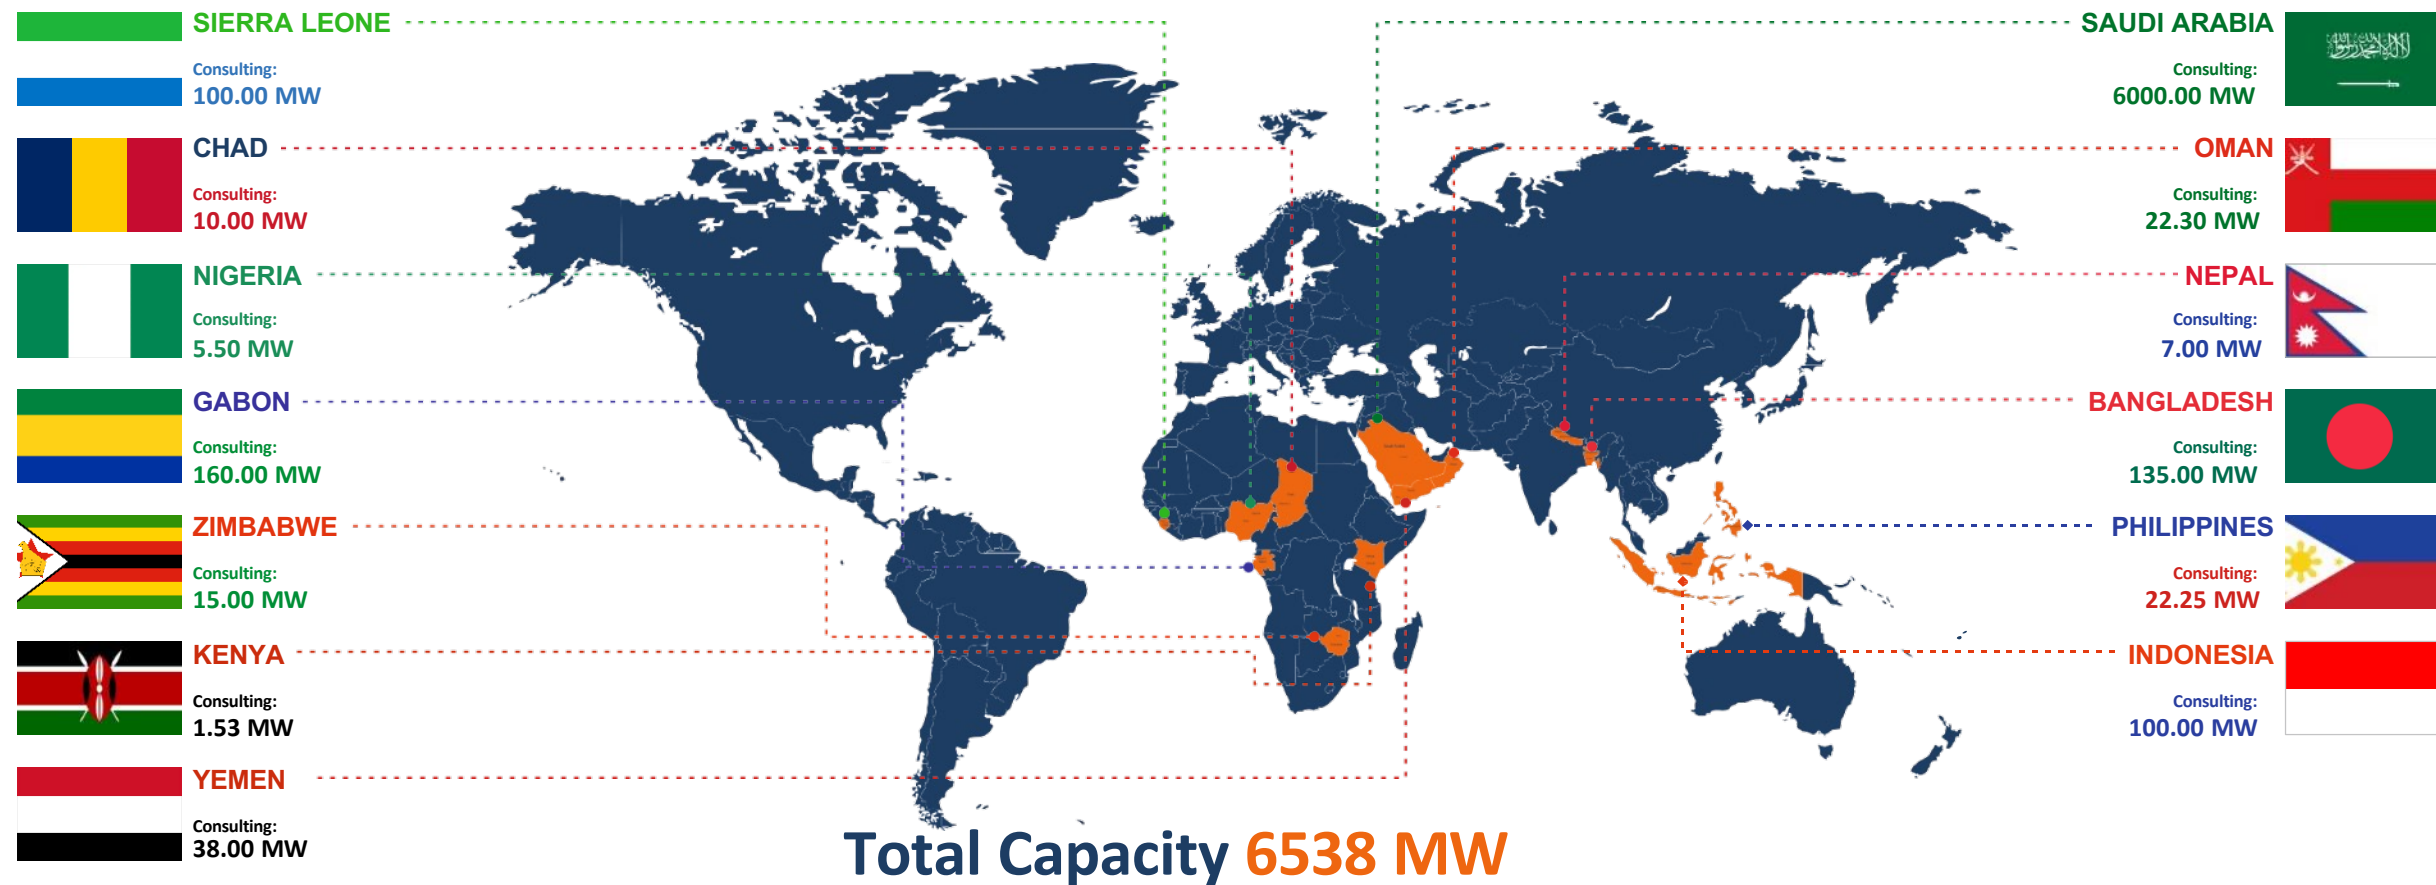 SIERRA LEONE
Consulting:
100.00 MW
CHAD
Consulting:
10.00 MW
NIGERIA
Consulting:
5.50 MW
GABON
Consulting:
160.00 MW
ZIMBABWE
Consulting:
15.00 MW
KENYA
Consulting:
1.53 MW
YEMEN
Consulting:
38.00 MW
SAUDI ARABIA
Consulting:
6000.00 MW
OMAN
Consulting:
22.30 MW
NEPAL
Consulting:
7.00 MW
BANGLADESH
Consulting:
135.00 MW
PHILIPPINES
Consulting:
22.25 MW
INDONESIA
Consulting:
100.00 MW
Total Capacity 6538 MW